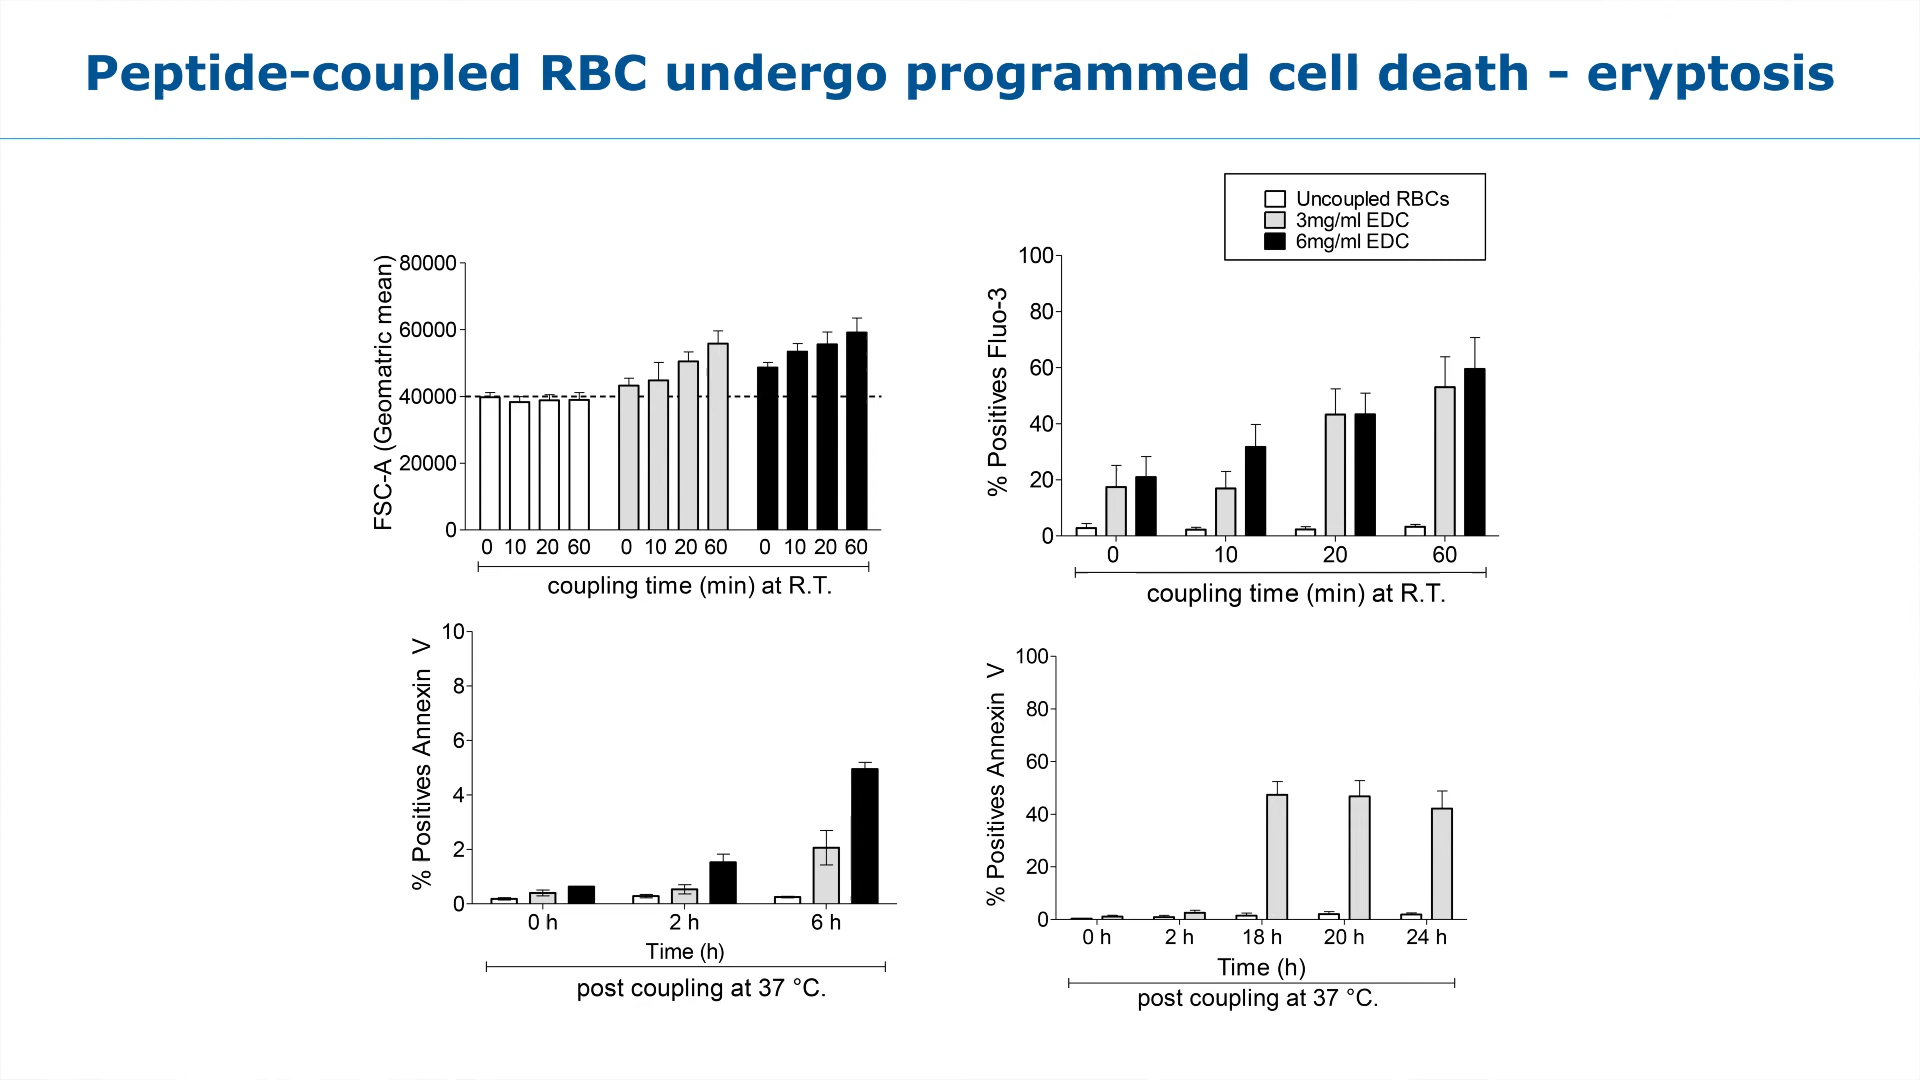 Peptide-coupled RBC undergo programmed cell death - eryptosis
Uncoupled RBCs
3mg/ml EDC
6mg/ml EDC
FSC-A (Geomatric mean)
80000
60000
40000
20000
0
0 10 20 60 0 10 20 60 0 10 20 60
coupling time (min) at R.T.
% Positives Fluo-3
100
80
60
40
20
0
0 10 20 60
coupling time (min) at R.T.
% Positives Annexin V
10
8
6
4
2
0
0 h 2 h 6 h
Time (h)
post coupling at 37 °C.
% Positives Annexin V
100
80
60
40
20
0
0 h 2 h 18 h 20 h 24 h
Time (h)
post coupling at 37 °C.